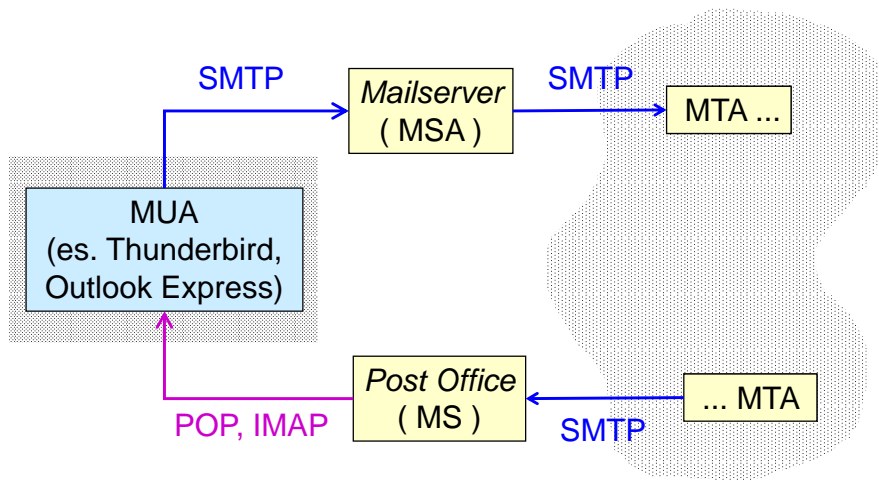 SMTP
Mailserver
( MSA )
SMTP
MTA ...
MUA
(es. Thunderbird,
Outlook Express)
Post Office
( MS )
... MTA
POP, IMAP
SMTP